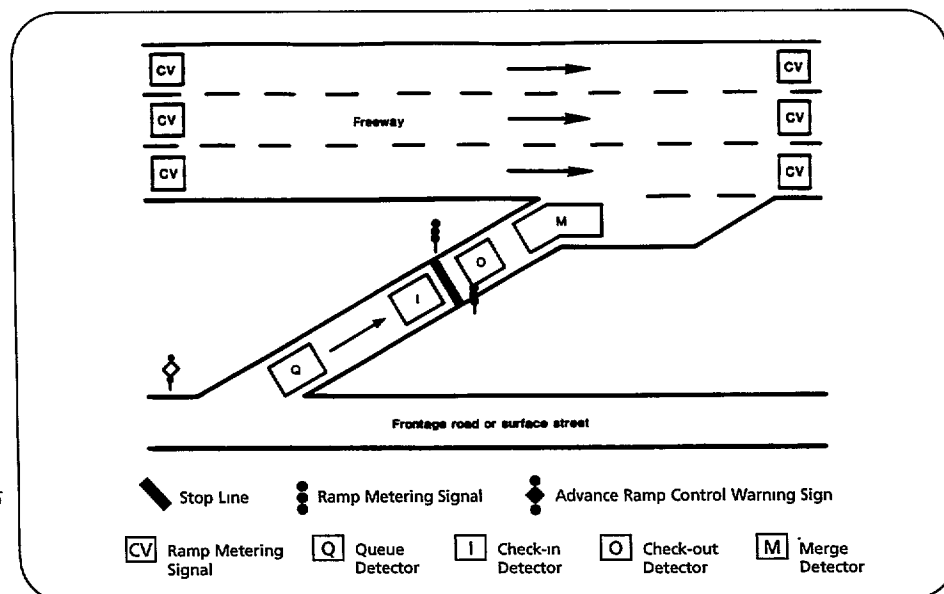 CV
CV
Freeway
CV
CV
CV
CV
M
O
I
Q
Frontage road or surface street
Stop Line
Ramp Metering Signal
Advance Ramp Control Warning Sign
CV Ramp Metering Signal
Q Queue Detector
I Check-in Detector
O Check-out Detector
M Merge Detector